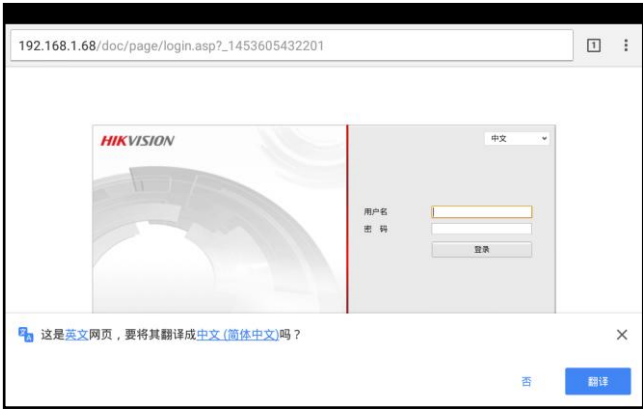 192.168.1.68/doc/page/login.asp?_1453605432201
1
HIKVISION
中文
用户名
密 码
登录
这是英文网页，要将其翻译成中文 (简体中文)吗？
否
翻译